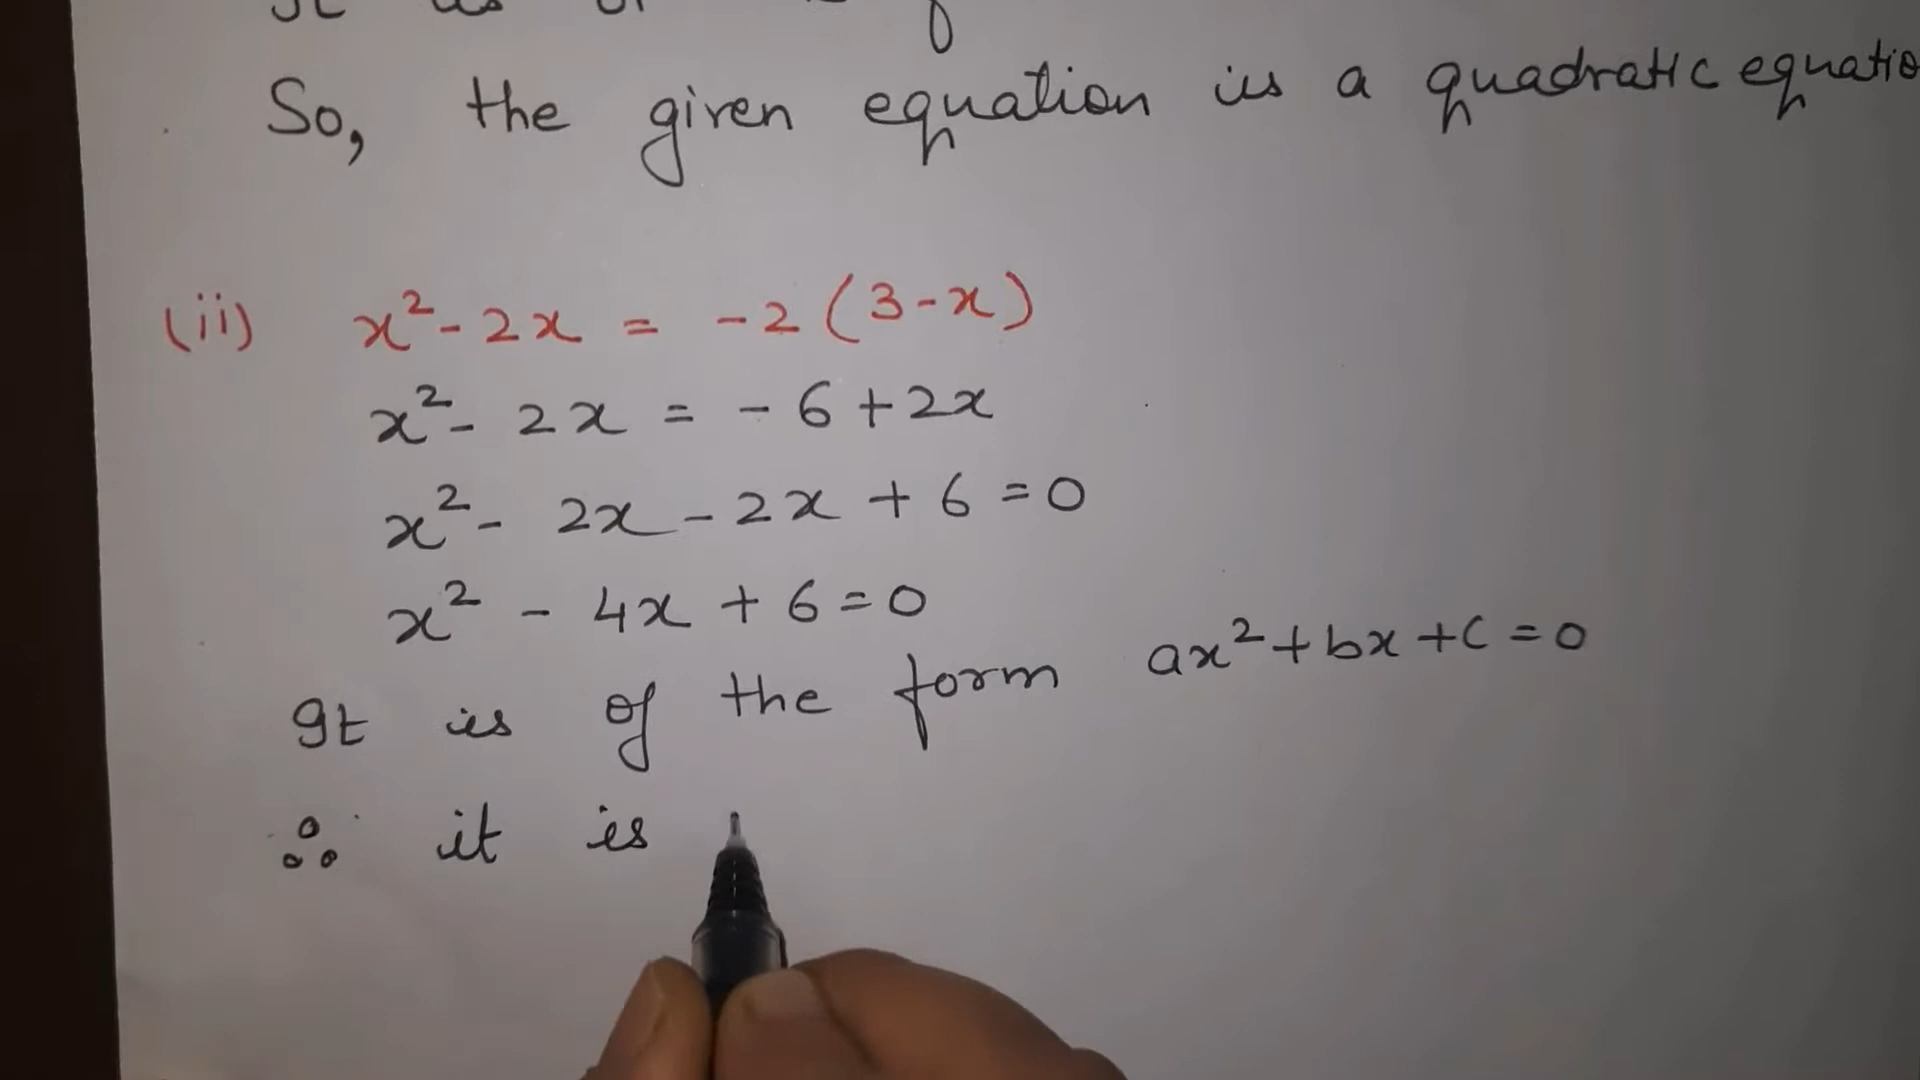 So, the given equation is a quadratic equatio
(ii) x² - 2x = -2 (3-x)
x² - 2x = - 6 + 2x
x² - 2x - 2x + 6 = 0
x² - 4x + 6 = 0
It is of the form ax² + bx + c = 0
∴ it is